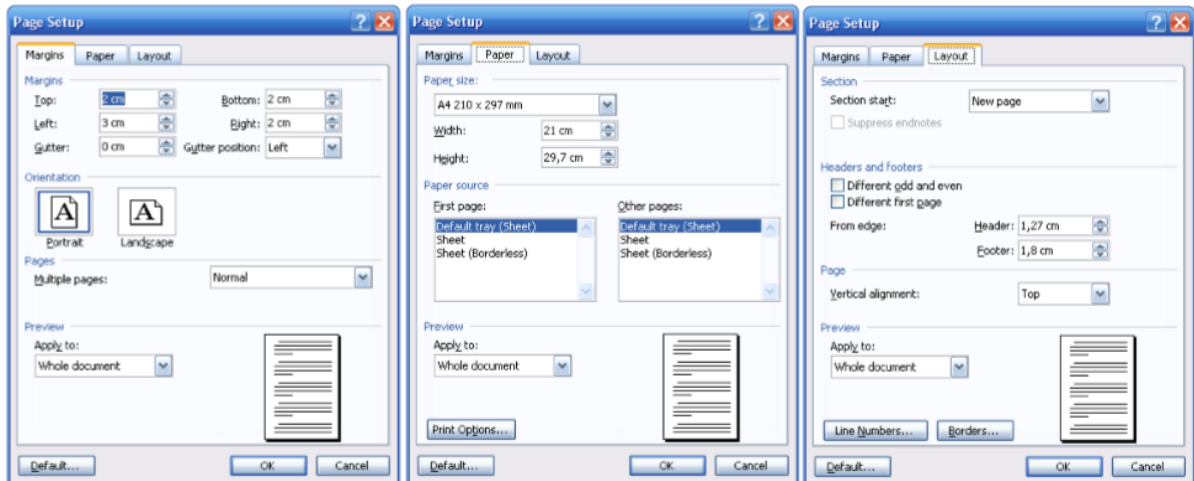 Page Setup
Margins Paper Layout
Margins
Top: 2 cm Bottom: 2 cm
Left: 3 cm Right: 2 cm
Gutter: 0 cm Gutter position: Left
Orientation
A A
Portrait Landscape
Pages
Multiple pages: Normal
Preview
Apply to:
Whole document
Default... OK Cancel
Page Setup
Margins Paper Layout
Paper size:
A4 210 x 297 mm
Width: 21 cm
Height: 29,7 cm
Paper source
First page: Other pages:
Default tray (Sheet) Default tray (Sheet)
Sheet Sheet
Sheet (Borderless) Sheet (Borderless)
Preview
Apply to:
Whole document
Print Options...
Default... OK Cancel
Page Setup
Margins Paper Layout
Section
Section start: New page
Suppress endnotes
Headers and footers
Different odd and even
Different first page
From edge: Header: 1,27 cm
Footer: 1,8 cm
Page
Vertical alignment: Top
Preview
Apply to:
Whole document
Line Numbers... Borders...
Default... OK Cancel